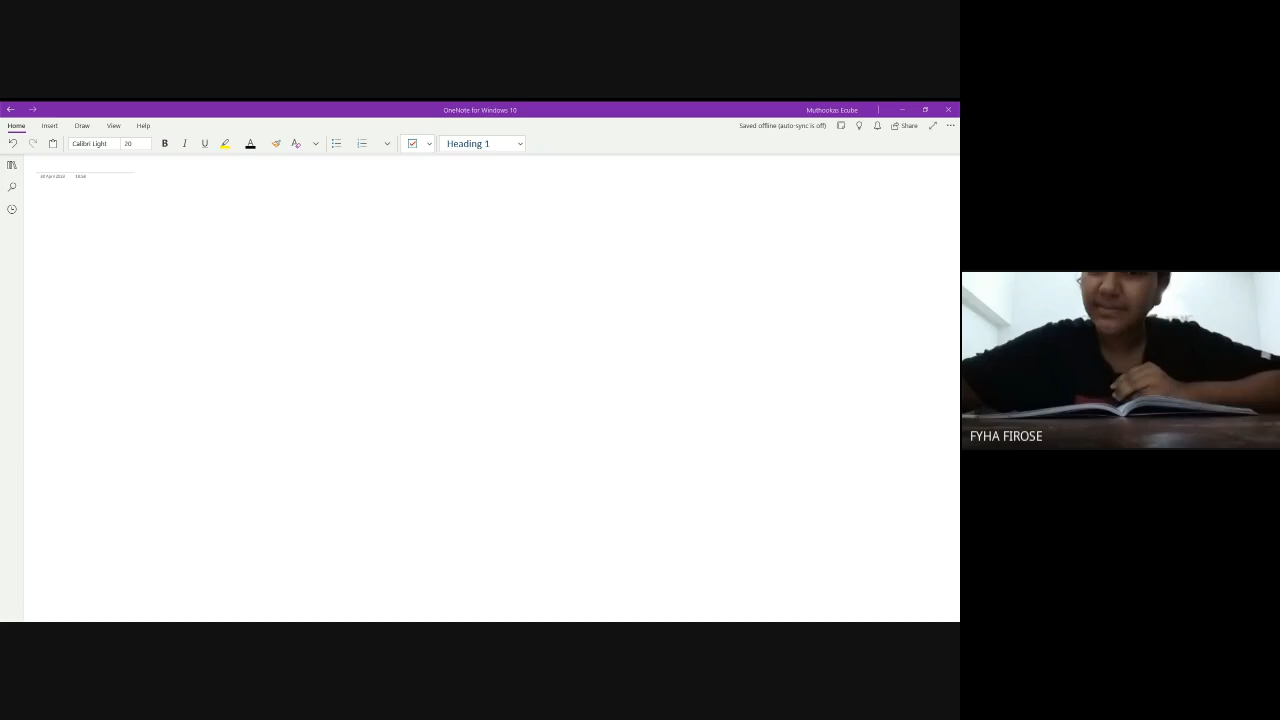 OneNote for Windows 10
Muthookas Ecube
Home Insert Draw View Help
Saved offline (auto-sync is off)
Share
Calibri Light 20
B I U A
Heading 1
FYHA FIROSE